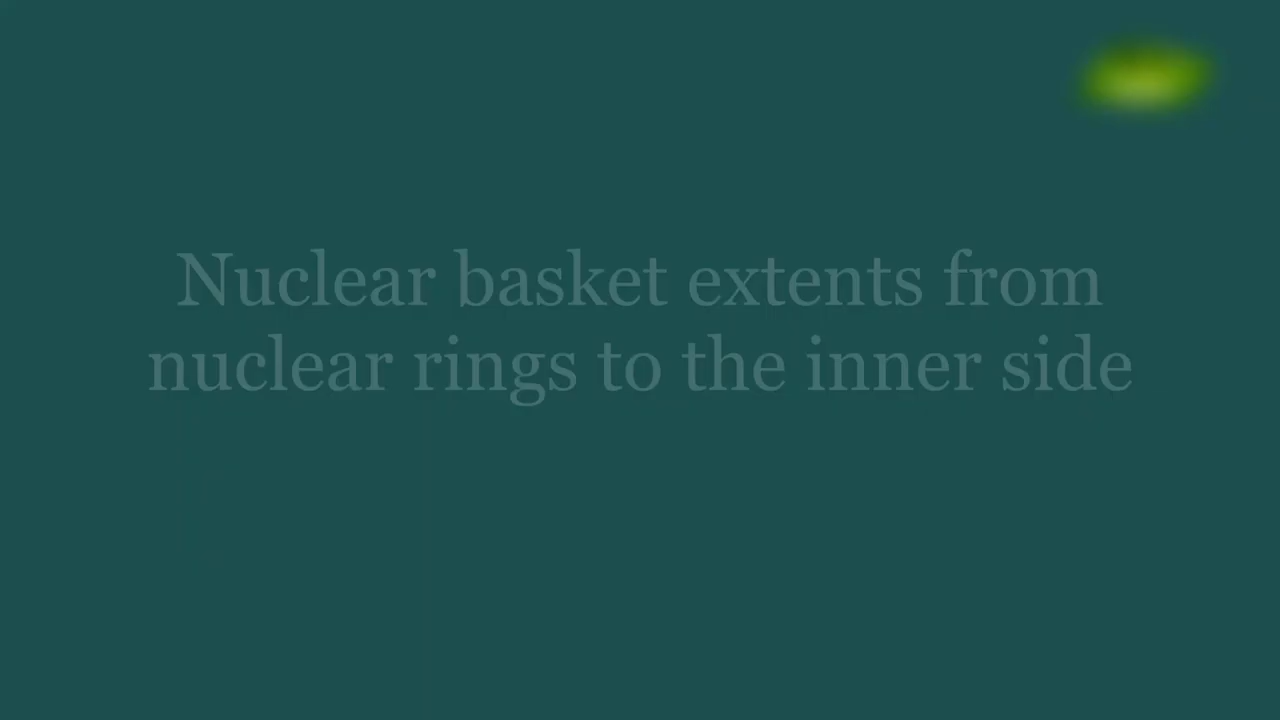 Nuclear basket extents from
nuclear rings to the inner side